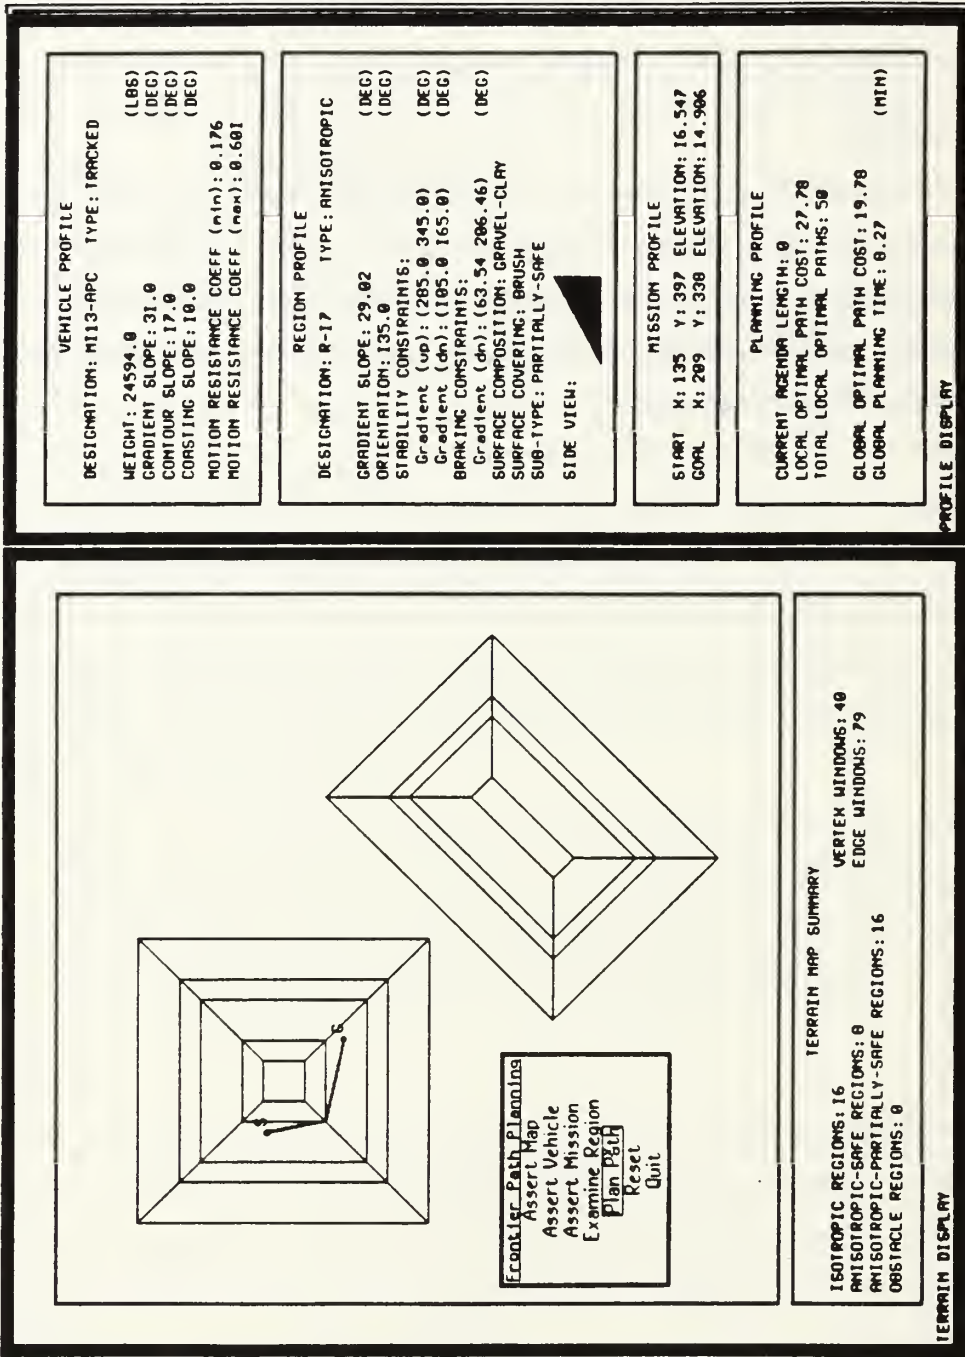 VEHICLE PROFILE
DESIGNATION: M113-APC TYPE: TRACKED
WEIGHT: 24594.0 (LBS)
GRADIENT SLOPE: 31.0 (DEG)
CONTOUR SLOPE: 17.0 (DEG)
COASTING SLOPE: 10.0 (DEG)
MOTION RESISTANCE COEFF (min): 0.176
MOTION RESISTANCE COEFF (max): 0.601
REGION PROFILE
DESIGNATION: R-17 TYPE: ANISOTROPIC
GRADIENT SLOPE: 29.02 (DEG)
ORIENTATION: 135.0 (DEG)
STABILITY CONSTRAINTS:
Gradient (up): (285.0 345.0) (DEG)
Gradient (dn): (105.0 165.0) (DEG)
BRAKING CONSTRAINTS:
Gradient (dn): (63.54 206.46) (DEG)
SURFACE COMPOSITION: GRAVEL-CLAY
SURFACE COVERING: BRUSH
SUB-TYPE: PARTIALLY-SAFE
SIDE VIEW:
MISSION PROFILE
START X: 135 Y: 397 ELEVATION: 16.547
GOAL X: 209 Y: 338 ELEVATION: 14.906
PLANNING PROFILE
CURRENT AGENDA LENGTH: 0
LOCAL OPTIMAL PATH COST: 27.78
TOTAL LOCAL OPTIMAL PATHS: 50
GLOBAL OPTIMAL PATH COST: 19.78
GLOBAL PLANNING TIME: 8.27 (MIN)
PROFILE DISPLAY
S
G
Frontier Path Planning
Assert Map
Assert Vehicle
Assert Mission
Examine Region
Plan Path
Reset
Quit
TERRAIN MAP SUMMARY
ISOTROPIC REGIONS: 16 VERTEX WINDOWS: 40
ANISOTROPIC-SAFE REGIONS: 8 EDGE WINDOWS: 79
ANISOTROPIC-PARTIALLY-SAFE REGIONS: 16
OBSTACLE REGIONS: 0
TERRAIN DISPLAY